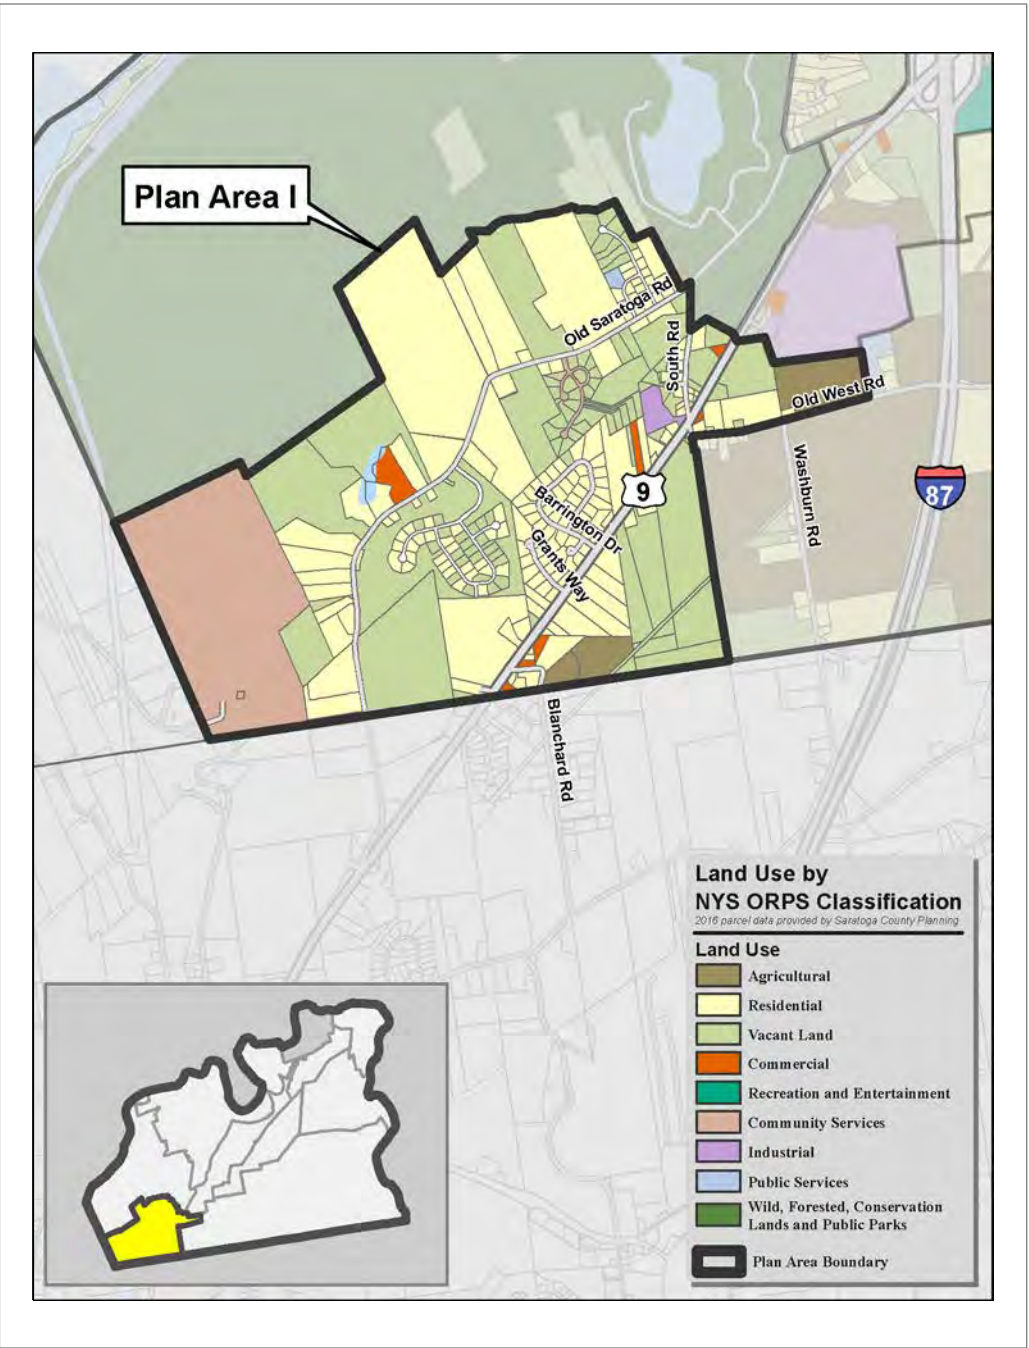 Plan Area I
Old Saratoga Rd
South Rd
Old West Rd
Washburn Rd
9
87
Barrington Dr
Grants Way
Blanchard Rd
Land Use by
NYS ORPS Classification
2016 parcel data provided by Saratoga County Planning
Land Use
Agricultural
Residential
Vacant Land
Commercial
Recreation and Entertainment
Community Services
Industrial
Public Services
Wild, Forested, Conservation
Lands and Public Parks
Plan Area Boundary